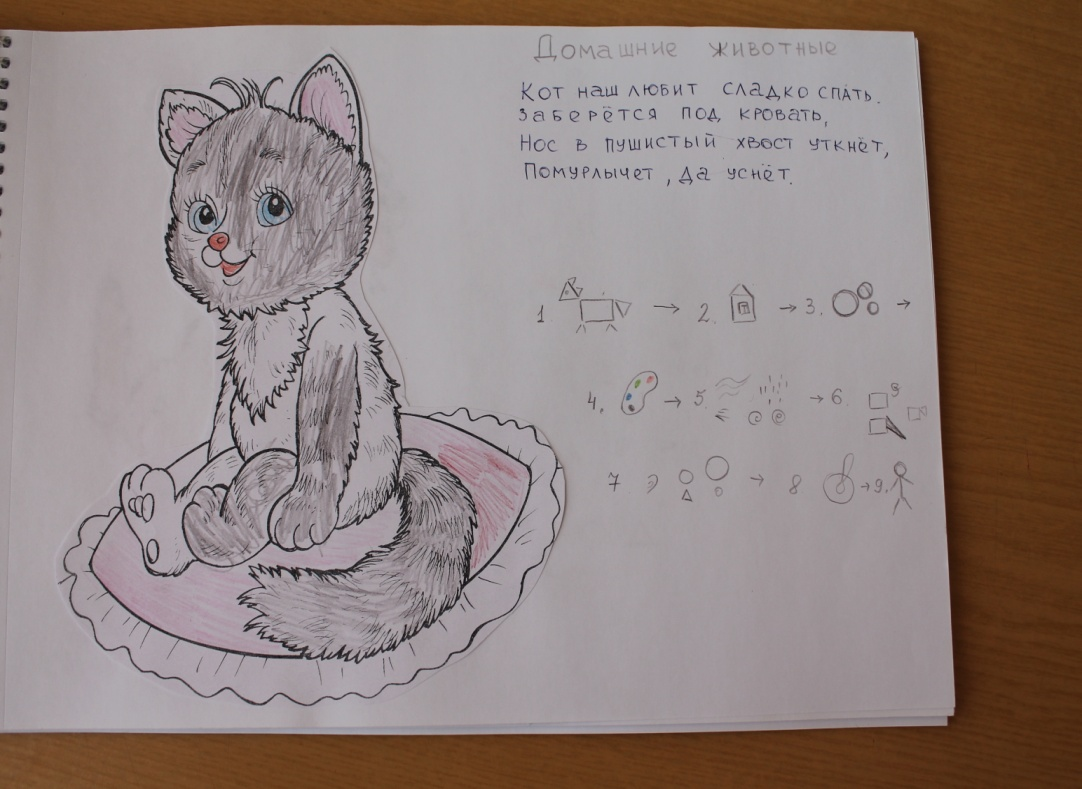 Домашние животные
Кот наш любит сладко спать.
Заберётся под кровать,
Нос в пушистый хвост уткнёт,
Помурлычет, да уснёт.
1 → 2. → 3. →
4. → 5. → 6.
7 → 8 → 9.